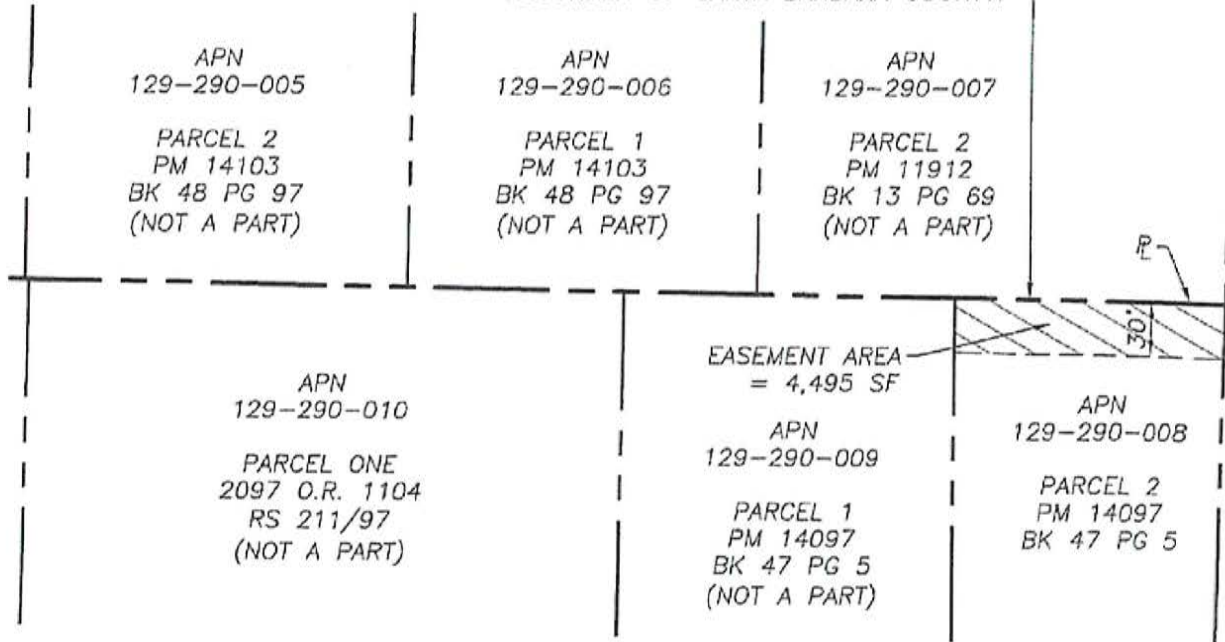 APN
129-290-005
PARCEL 2
PM 14103
BK 48 PG 97
(NOT A PART)
APN
129-290-006
PARCEL 1
PM 14103
BK 48 PG 97
(NOT A PART)
APN
129-290-007
PARCEL 2
PM 11912
BK 13 PG 69
(NOT A PART)
PL
30'
EASEMENT AREA
= 4,495 SF
APN
129-290-010
PARCEL ONE
2097 O.R. 1104
RS 211/97
(NOT A PART)
APN
129-290-009
PARCEL 1
PM 14097
BK 47 PG 5
(NOT A PART)
APN
129-290-008
PARCEL 2
PM 14097
BK 47 PG 5